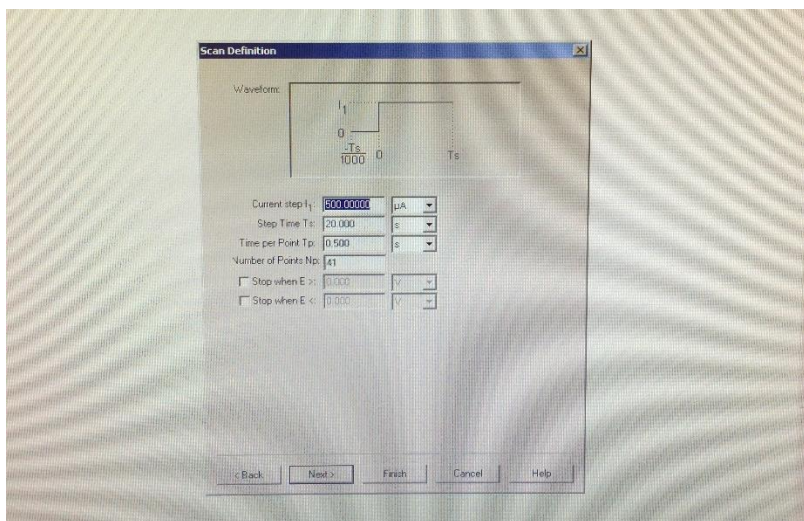 Scan Definition
Waveform:
I1
0
-Ts
1000
0
Ts
Current step I1: 500.00000 µA
Step Time Ts: 20.000 s
Time per Point Tp: 0.500 s
Number of Points Np: 41
Stop when E >: 0.000 V
Stop when E <: 0.000 V
< Back Next > Finish Cancel Help